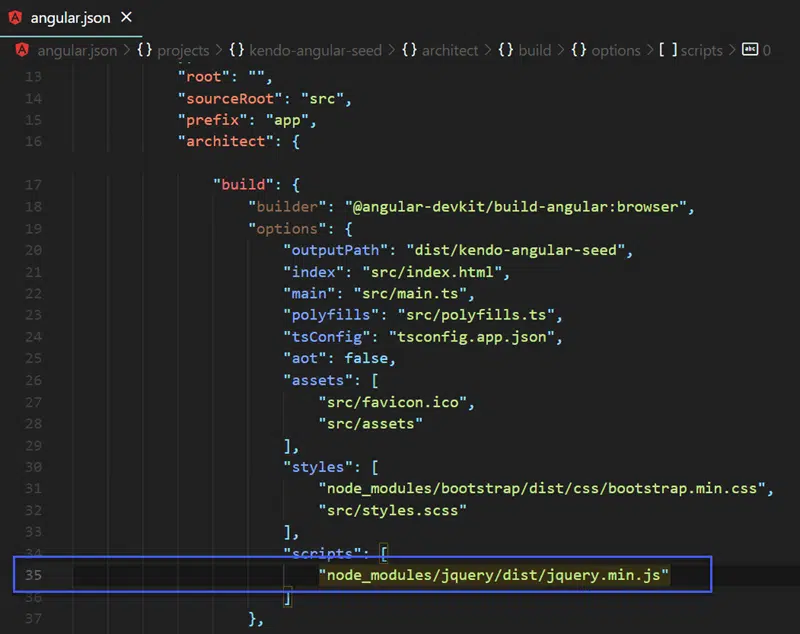 angular.json ×
angular.json > {} projects > {} kendo-angular-seed > {} architect > {} build > {} options > [ ] scripts > abc 0
13 "root": "",
14 "sourceRoot": "src",
15 "prefix": "app",
16 "architect": {
17 "build": {
18 "builder": "@angular-devkit/build-angular:browser",
19 "options": {
20 "outputPath": "dist/kendo-angular-seed",
21 "index": "src/index.html",
22 "main": "src/main.ts",
23 "polyfills": "src/polyfills.ts",
24 "tsConfig": "tsconfig.app.json",
25 "aot": false,
26 "assets": [
27 "src/favicon.ico",
28 "src/assets"
29 ],
30 "styles": [
31 "node_modules/bootstrap/dist/css/bootstrap.min.css",
32 "src/styles.scss"
33 ],
34 "scripts": [
35 "node_modules/jquery/dist/jquery.min.js"
36 ]
37 },